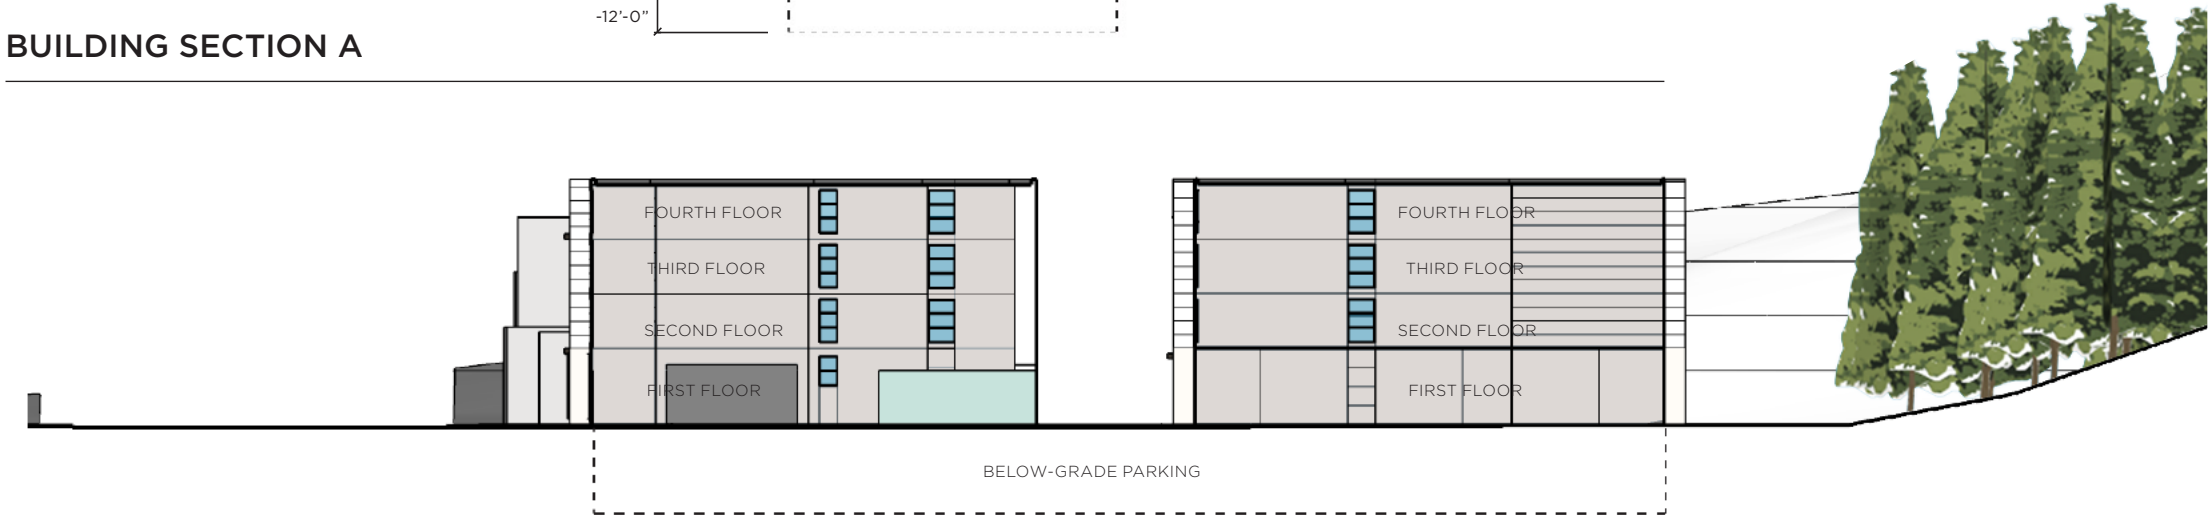 -12'-0”
BUILDING SECTION A
FOURTH FLOOR
FOURTH FLOOR
THIRD FLOOR
THIRD FLOOR
SECOND FLOOR
SECOND FLOOR
FIRST FLOOR
FIRST FLOOR
BELOW-GRADE PARKING